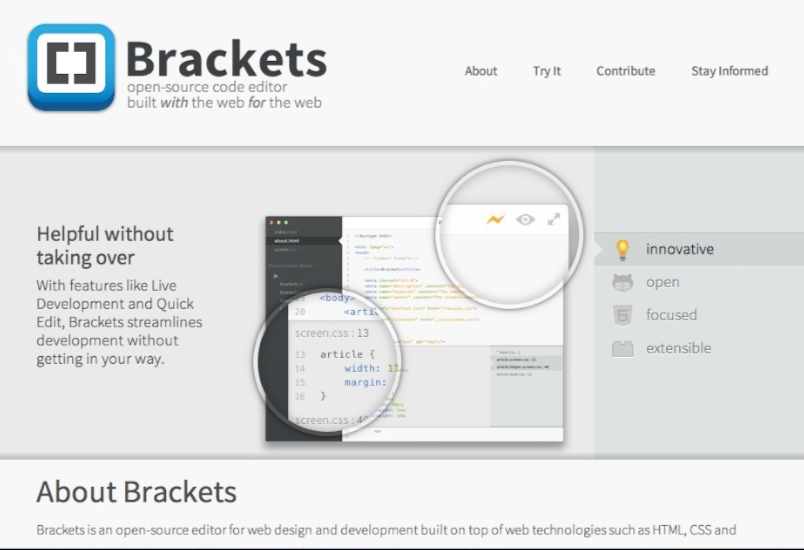 Brackets
open-source code editor
built with the web for the web
About Try It Contribute Stay Informed
Helpful without
taking over
With features like Live
Development and Quick
Edit, Brackets streamlines
development without
getting in your way.
<body>
20 <arti
screen.css : 13
13 article {
14 width: 1
15 margin:
16 }
screen.css : 40
innovative
open
focused
extensible
About Brackets
Brackets is an open-source editor for web design and development built on top of web technologies such as HTML, CSS and